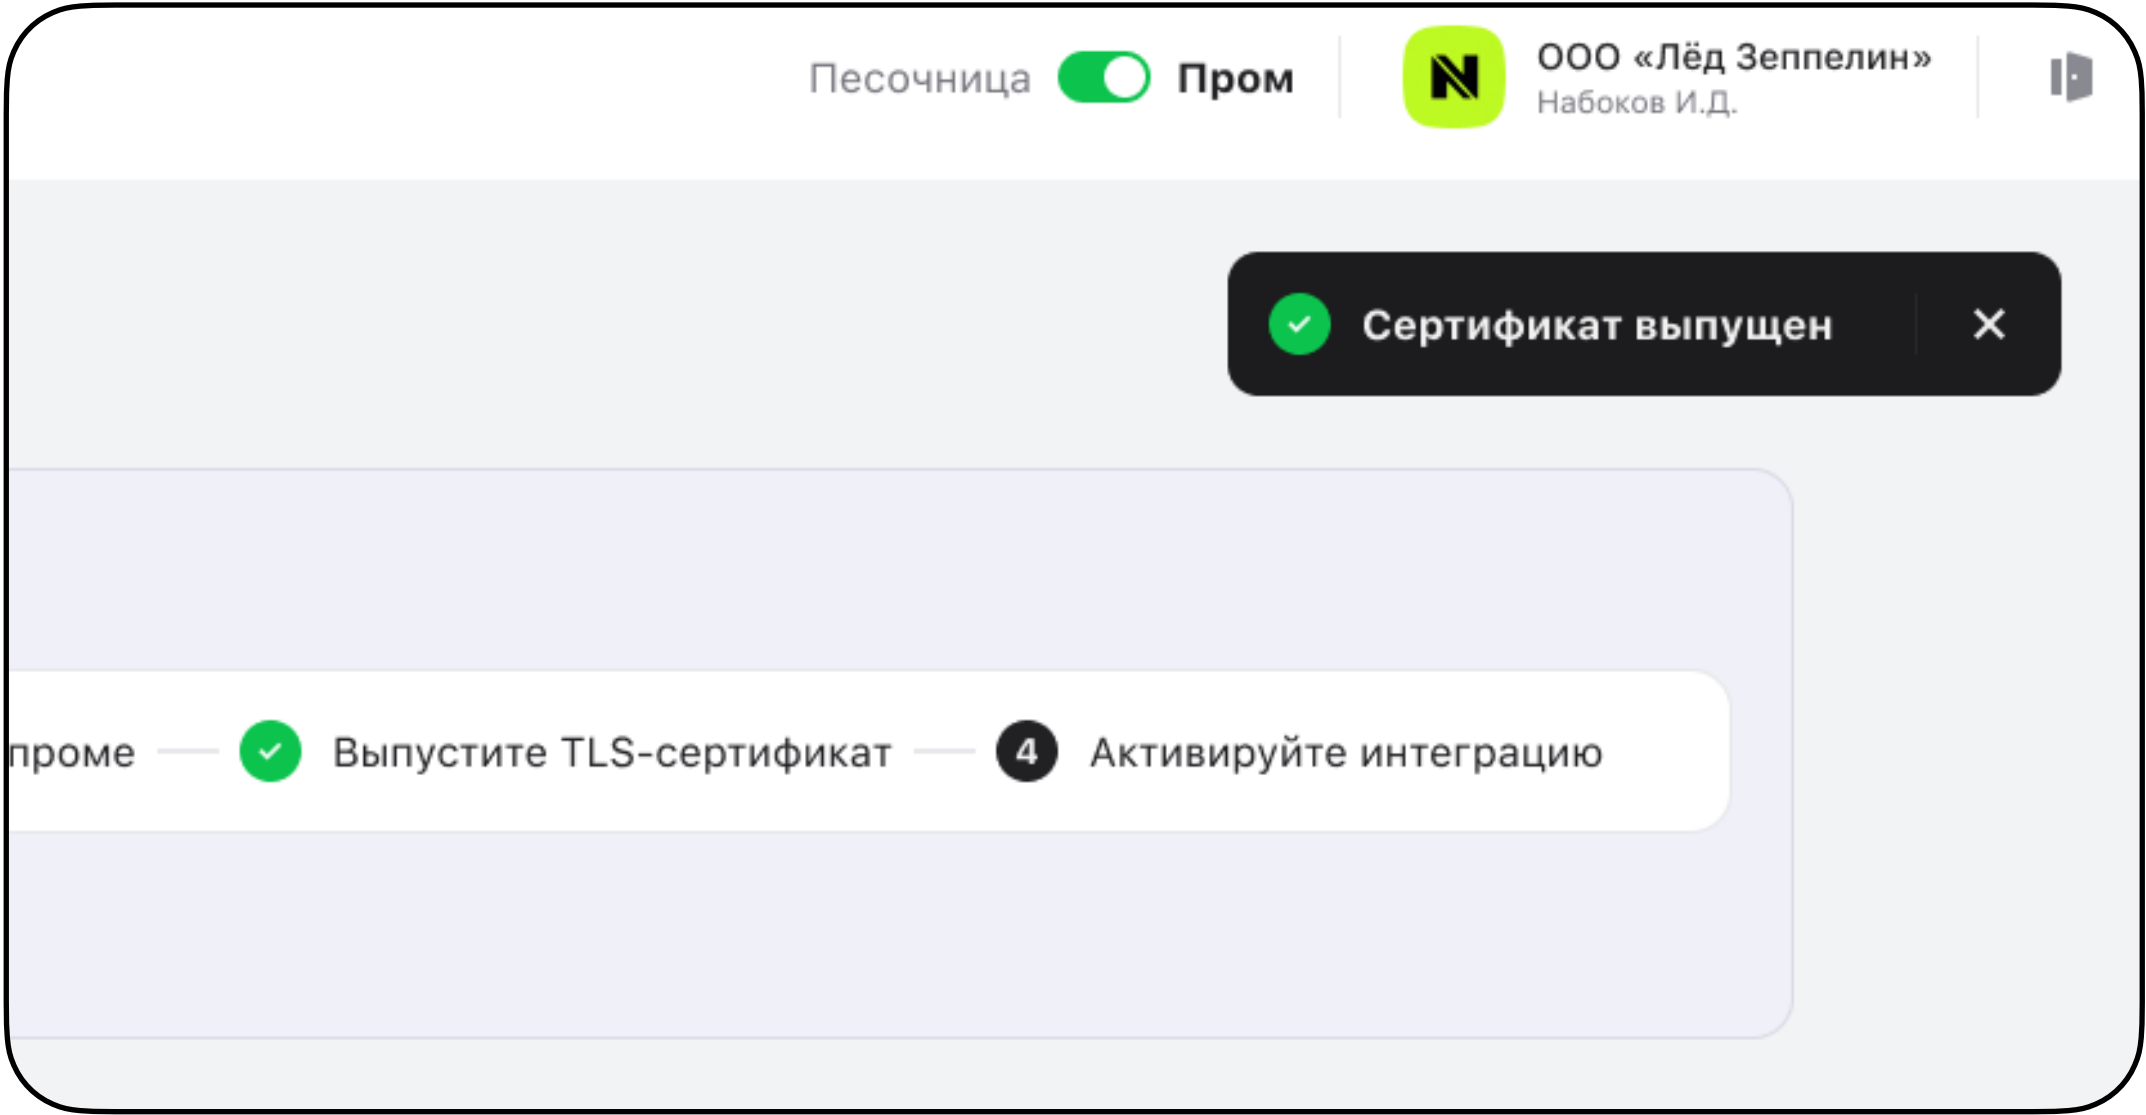 Песочница Пром
ООО «Лёд Зеппелин»
Набоков И.Д.
Сертификат выпущен
проме
Выпустите TLS-сертификат
4 Активируйте интеграцию